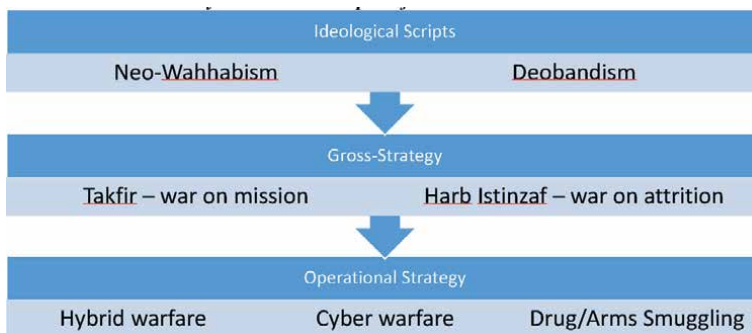 Ideological Scripts
Neo-Wahhabism Deobandism
Gross-Strategy
Takfir – war on mission Harb Istinzaf – war on attrition
Operational Strategy
Hybrid warfare Cyber warfare Drug/Arms Smuggling